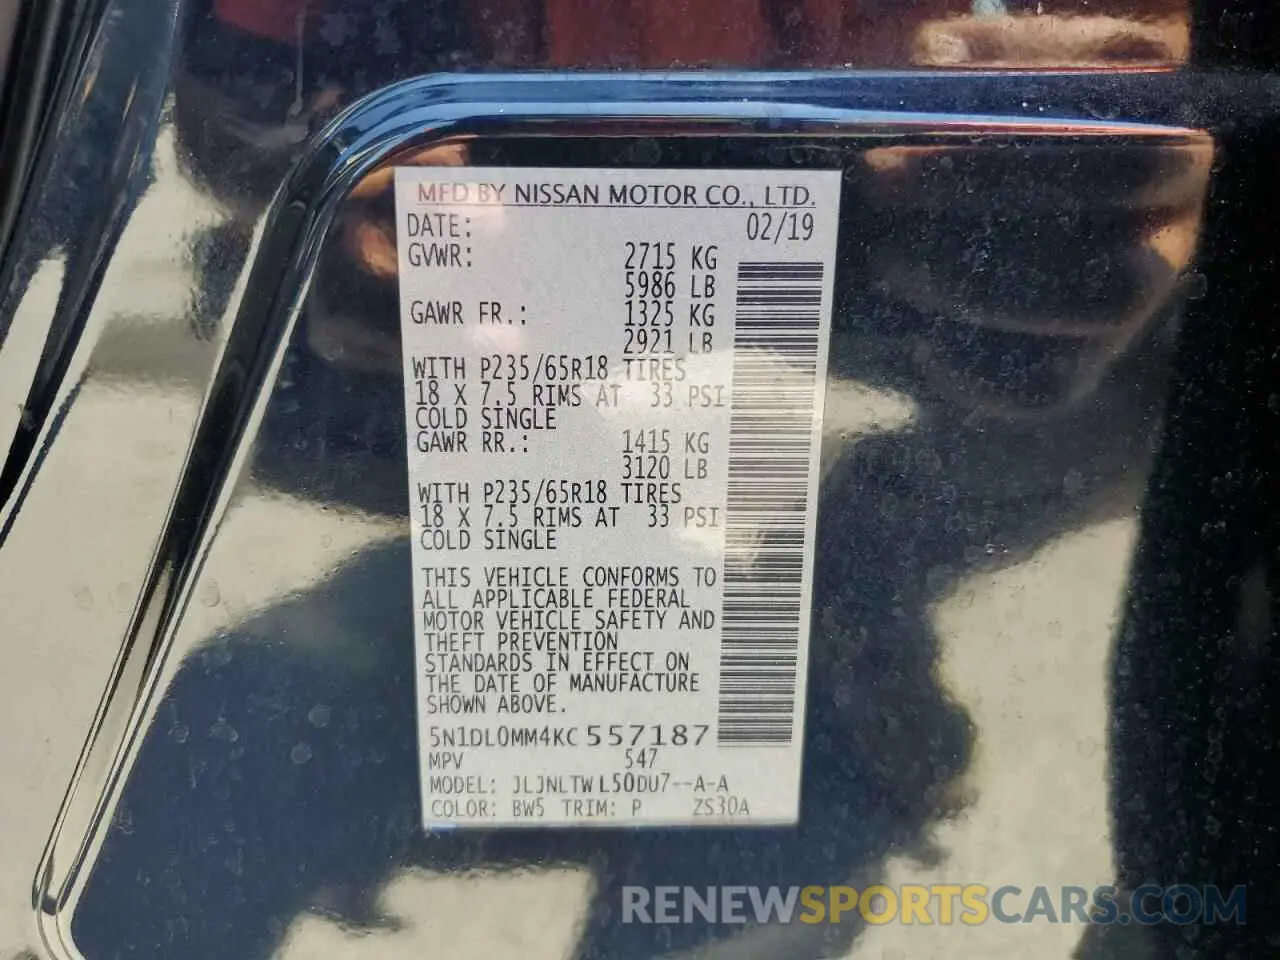 MFD BY NISSAN MOTOR CO., LTD.
DATE: 02/19
GVWR: 2715 KG
5986 LB
GAWR FR.: 1325 KG
2921 LB
WITH P235/65R18 TIRES
18 X 7.5 RIMS AT 33 PSI
COLD SINGLE
GAWR RR.: 1415 KG
3120 LB
WITH P235/65R18 TIRES
18 X 7.5 RIMS AT 33 PSI
COLD SINGLE
THIS VEHICLE CONFORMS TO
ALL APPLICABLE FEDERAL
MOTOR VEHICLE SAFETY AND
THEFT PREVENTION
STANDARDS IN EFFECT ON
THE DATE OF MANUFACTURE
SHOWN ABOVE.
5N1DL0MM4KC557187
MPV 547
MODEL: JLJNLTWL50DU7--A-A
COLOR: BW5 TRIM: P ZS30A
RENEWSPORTSCARS.COM